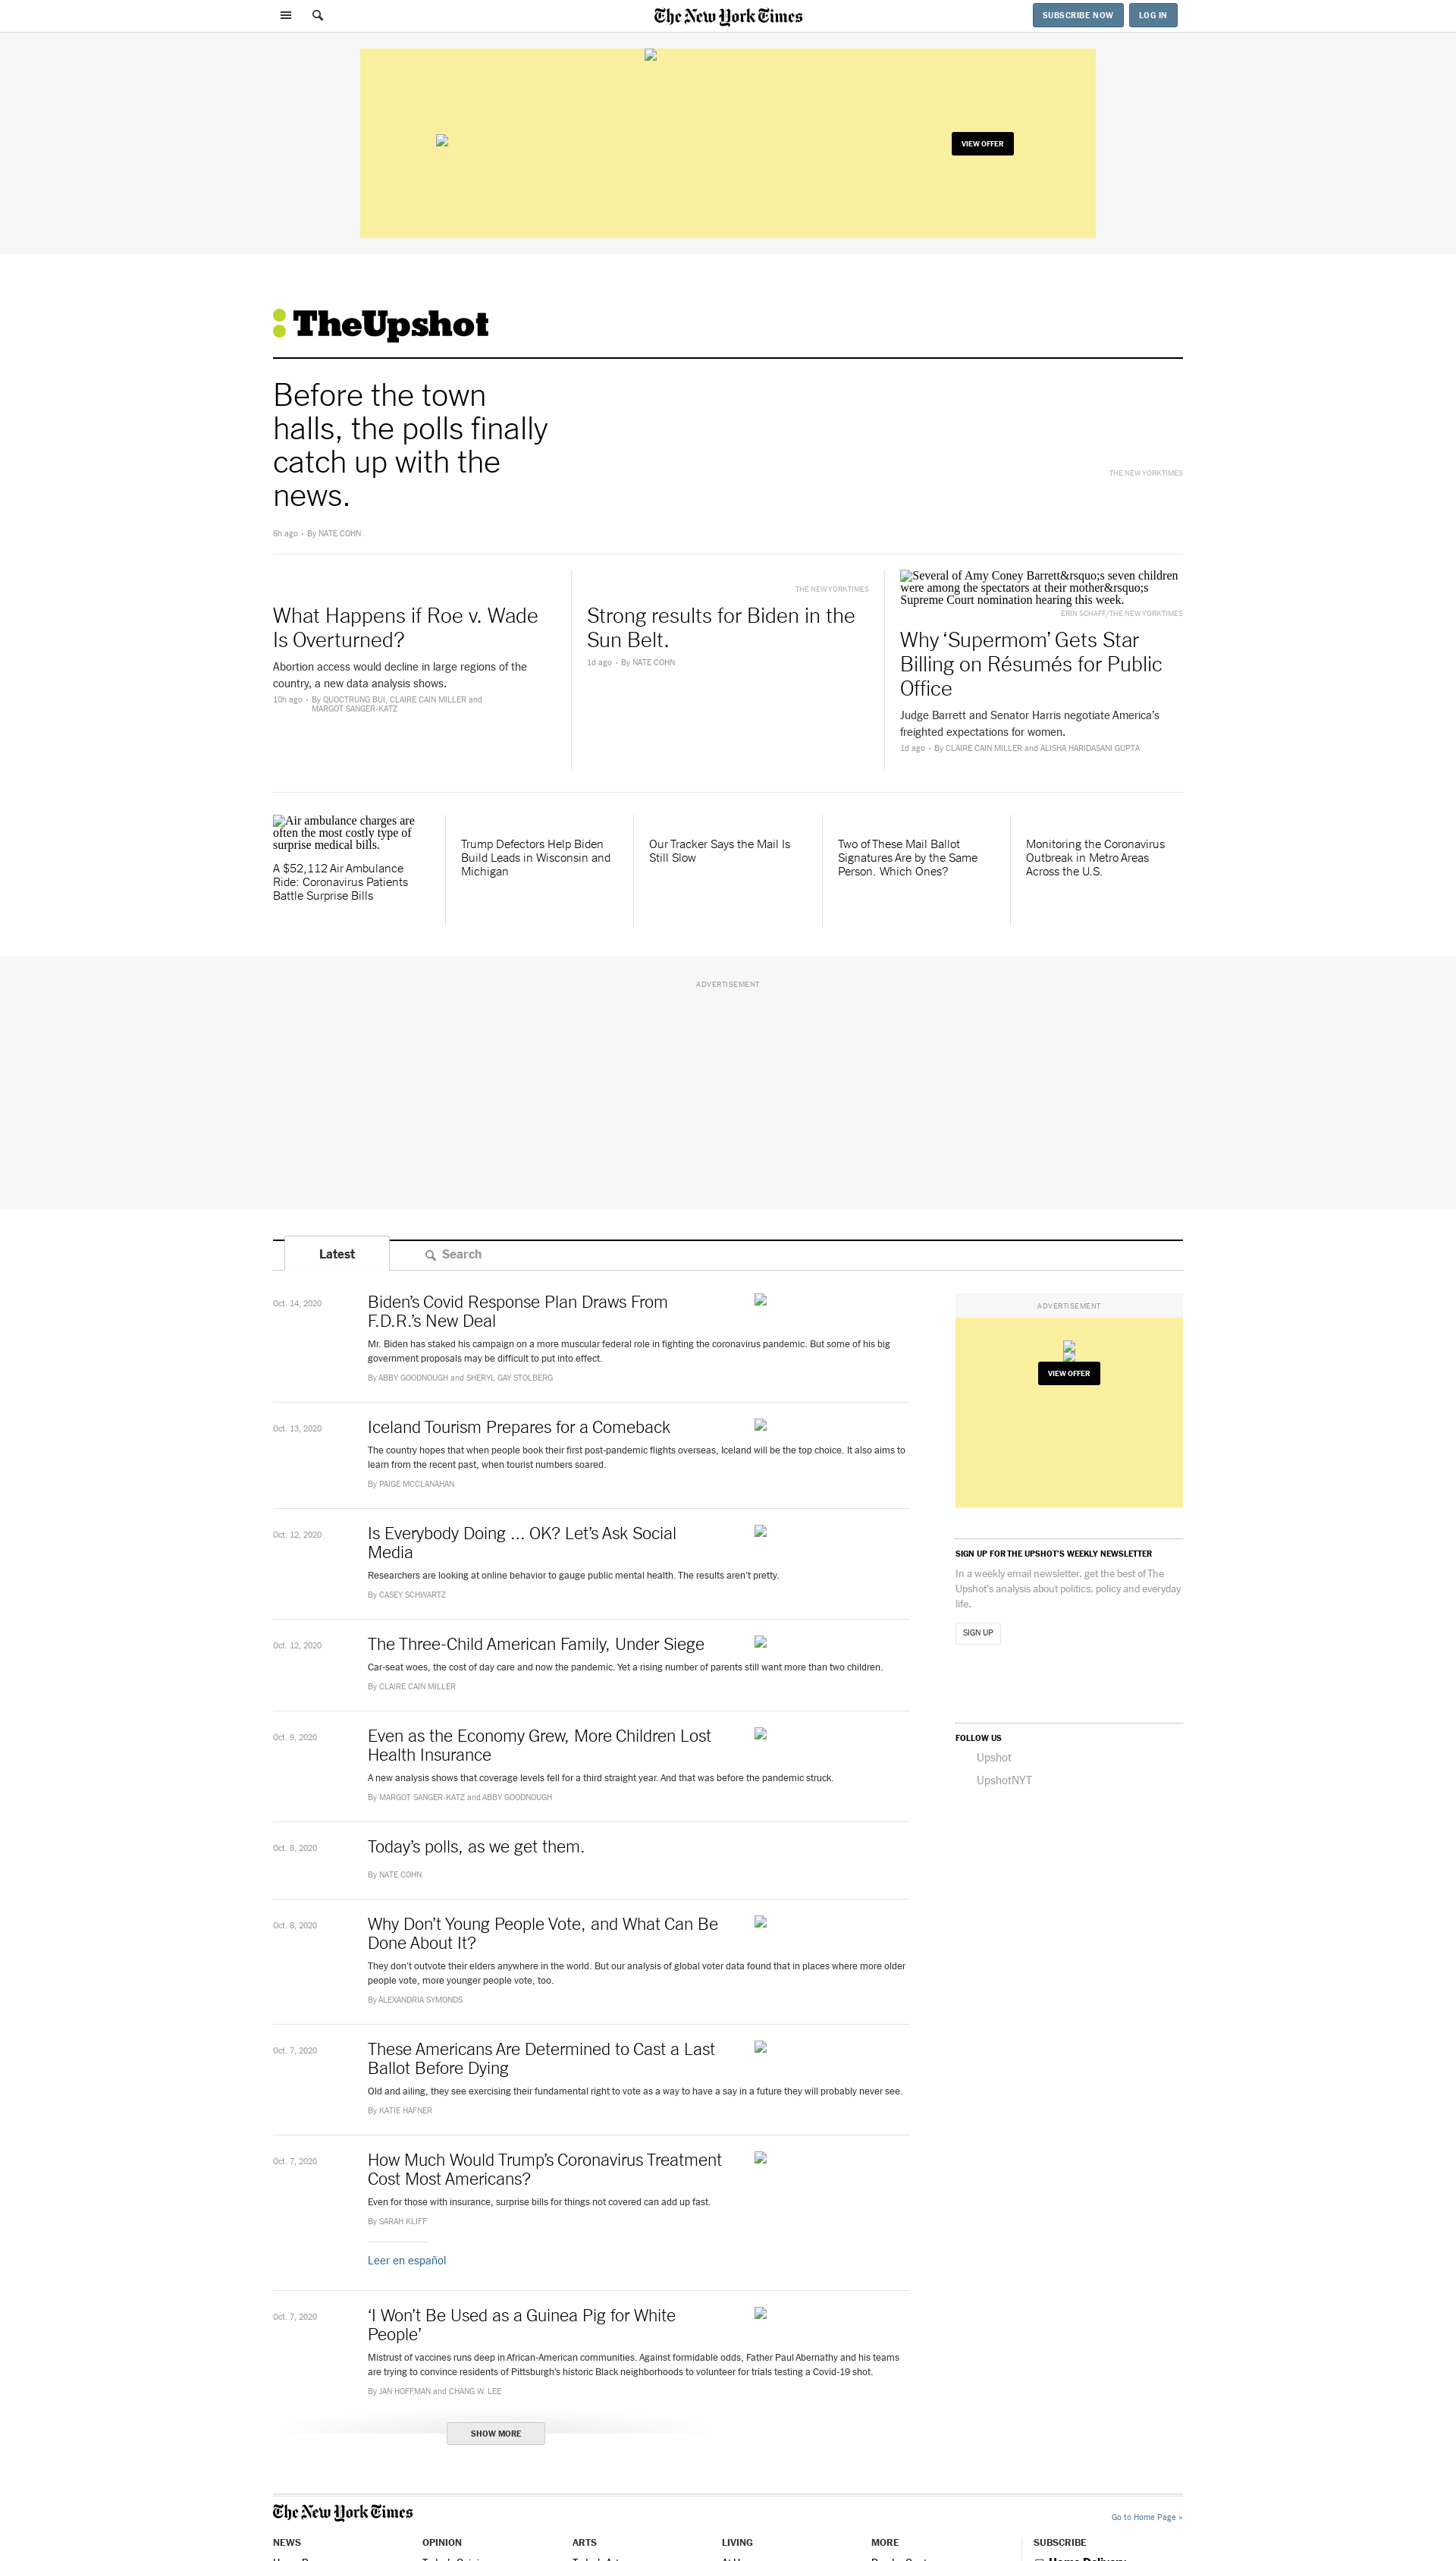 The New York Times
SUBSCRIBE NOW
LOG IN
VIEW OFFER
TheUpshot
Before the town
halls, the polls finally
catch up with the
news.
THE NEW YORK TIMES
6h ago · By NATE COHN
What Happens if Roe v. Wade
Is Overturned?
Abortion access would decline in large regions of the
country, a new data analysis shows.
10h ago · By QUOCTRUNG BUI, CLAIRE CAIN MILLER and
MARGOT SANGER-KATZ
THE NEW YORK TIMES
Strong results for Biden in the
Sun Belt.
1d ago · By NATE COHN
Several of Amy Coney Barrett&rsquo;s seven children
were among the spectators at their mother&rsquo;s
Supreme Court nomination hearing this week.
ERIN SCHAFF/THE NEW YORK TIMES
Why ‘Supermom’ Gets Star
Billing on Résumés for Public
Office
Judge Barrett and Senator Harris negotiate America’s
freighted expectations for women.
1d ago · By CLAIRE CAIN MILLER and ALISHA HARIDASANI GUPTA
Air ambulance charges are
often the most costly type of
surprise medical bills.
A $52,112 Air Ambulance
Ride: Coronavirus Patients
Battle Surprise Bills
Trump Defectors Help Biden
Build Leads in Wisconsin and
Michigan
Our Tracker Says the Mail Is
Still Slow
Two of These Mail Ballot
Signatures Are by the Same
Person. Which Ones?
Monitoring the Coronavirus
Outbreak in Metro Areas
Across the U.S.
ADVERTISEMENT
Latest
Search
Oct. 14, 2020
Biden’s Covid Response Plan Draws From
F.D.R.’s New Deal
Mr. Biden has staked his campaign on a more muscular federal role in fighting the coronavirus pandemic. But some of his big
government proposals may be difficult to put into effect.
By ABBY GOODNOUGH and SHERYL GAY STOLBERG
Oct. 13, 2020
Iceland Tourism Prepares for a Comeback
The country hopes that when people book their first post-pandemic flights overseas, Iceland will be the top choice. It also aims to
learn from the recent past, when tourist numbers soared.
By PAIGE MCCLANAHAN
Oct. 12, 2020
Is Everybody Doing ... OK? Let’s Ask Social
Media
Researchers are looking at online behavior to gauge public mental health. The results aren’t pretty.
By CASEY SCHWARTZ
Oct. 12, 2020
The Three-Child American Family, Under Siege
Car-seat woes, the cost of day care and now the pandemic. Yet a rising number of parents still want more than two children.
By CLAIRE CAIN MILLER
Oct. 9, 2020
Even as the Economy Grew, More Children Lost
Health Insurance
A new analysis shows that coverage levels fell for a third straight year. And that was before the pandemic struck.
By MARGOT SANGER-KATZ and ABBY GOODNOUGH
Oct. 8, 2020
Today’s polls, as we get them.
By NATE COHN
Oct. 8, 2020
Why Don’t Young People Vote, and What Can Be
Done About It?
They don’t outvote their elders anywhere in the world. But our analysis of global voter data found that in places where more older
people vote, more younger people vote, too.
By ALEXANDRIA SYMONDS
Oct. 7, 2020
These Americans Are Determined to Cast a Last
Ballot Before Dying
Old and ailing, they see exercising their fundamental right to vote as a way to have a say in a future they will probably never see.
By KATIE HAFNER
Oct. 7, 2020
How Much Would Trump’s Coronavirus Treatment
Cost Most Americans?
Even for those with insurance, surprise bills for things not covered can add up fast.
By SARAH KLIFF
Leer en español
Oct. 7, 2020
‘I Won’t Be Used as a Guinea Pig for White
People’
Mistrust of vaccines runs deep in African-American communities. Against formidable odds, Father Paul Abernathy and his teams
are trying to convince residents of Pittsburgh’s historic Black neighborhoods to volunteer for trials testing a Covid-19 shot.
By JAN HOFFMAN and CHANG W. LEE
SHOW MORE
ADVERTISEMENT
VIEW OFFER
SIGN UP FOR THE UPSHOT’S WEEKLY NEWSLETTER
In a weekly email newsletter, get the best of The
Upshot’s analysis about politics, policy and everyday
life.
SIGN UP
FOLLOW US
Upshot
UpshotNYT
The New York Times
Go to Home Page »
NEWS
OPINION
ARTS
LIVING
MORE
SUBSCRIBE
Home Delivery